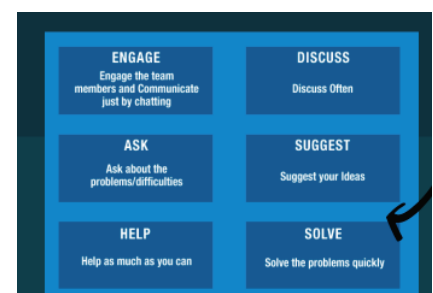 ENGAGE
Engage the team
members and Communicate
just by chatting
DISCUSS
Discuss Often
ASK
Ask about the
problems/difficulties
SUGGEST
Suggest your Ideas
HELP
Help as much as you can
SOLVE
Solve the problems quickly